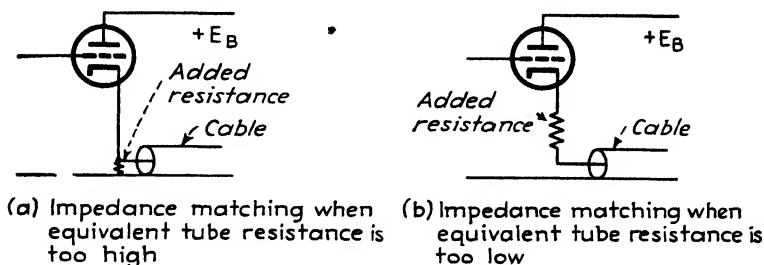 +E_B
Added
resistance
Cable
(a) Impedance matching when
equivalent tube resistance is
too high
+E_B
Added
resistance
Cable
(b) Impedance matching when
equivalent tube resistance is
too low